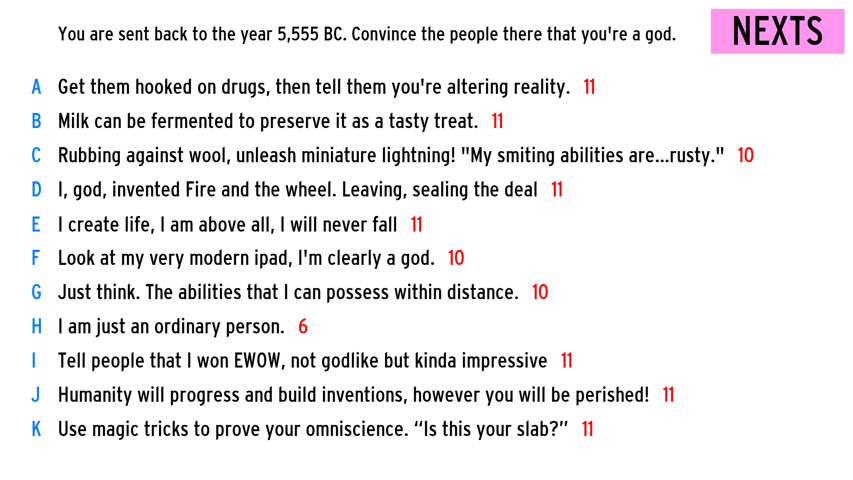 You are sent back to the year 5,555 BC. Convince the people there that you're a god.
NEXTS
A Get them hooked on drugs, then tell them you're altering reality. 11
B Milk can be fermented to preserve it as a tasty treat. 11
C Rubbing against wool, unleash miniature lightning! "My smiting abilities are...rusty." 10
D I, god, invented Fire and the wheel. Leaving, sealing the deal 11
E I create life, I am above all, I will never fall 11
F Look at my very modern ipad, I'm clearly a god. 10
G Just think. The abilities that I can possess within distance. 10
H I am just an ordinary person. 6
I Tell people that I won EWOW, not godlike but kinda impressive 11
J Humanity will progress and build inventions, however you will be perished! 11
K Use magic tricks to prove your omniscience. “Is this your slab?” 11